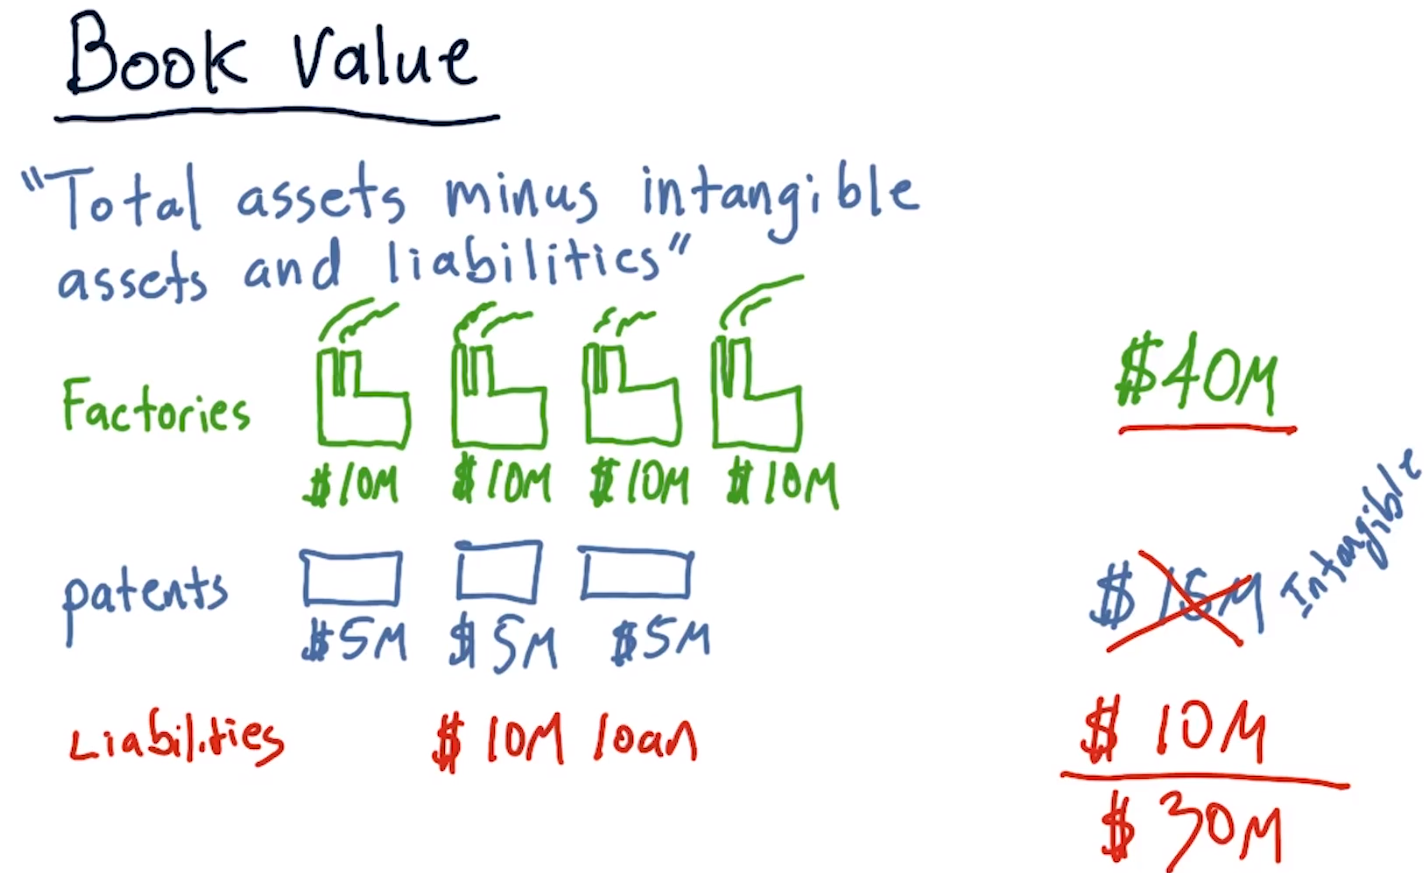 Book Value
"Total assets minus intangible
assets and liabilities"
Factories
$40M
$10M $10M $10M $10M
Intangible
patents
$15M
$5M $5M $5M
Liabilities $10M loan $10M
$30M